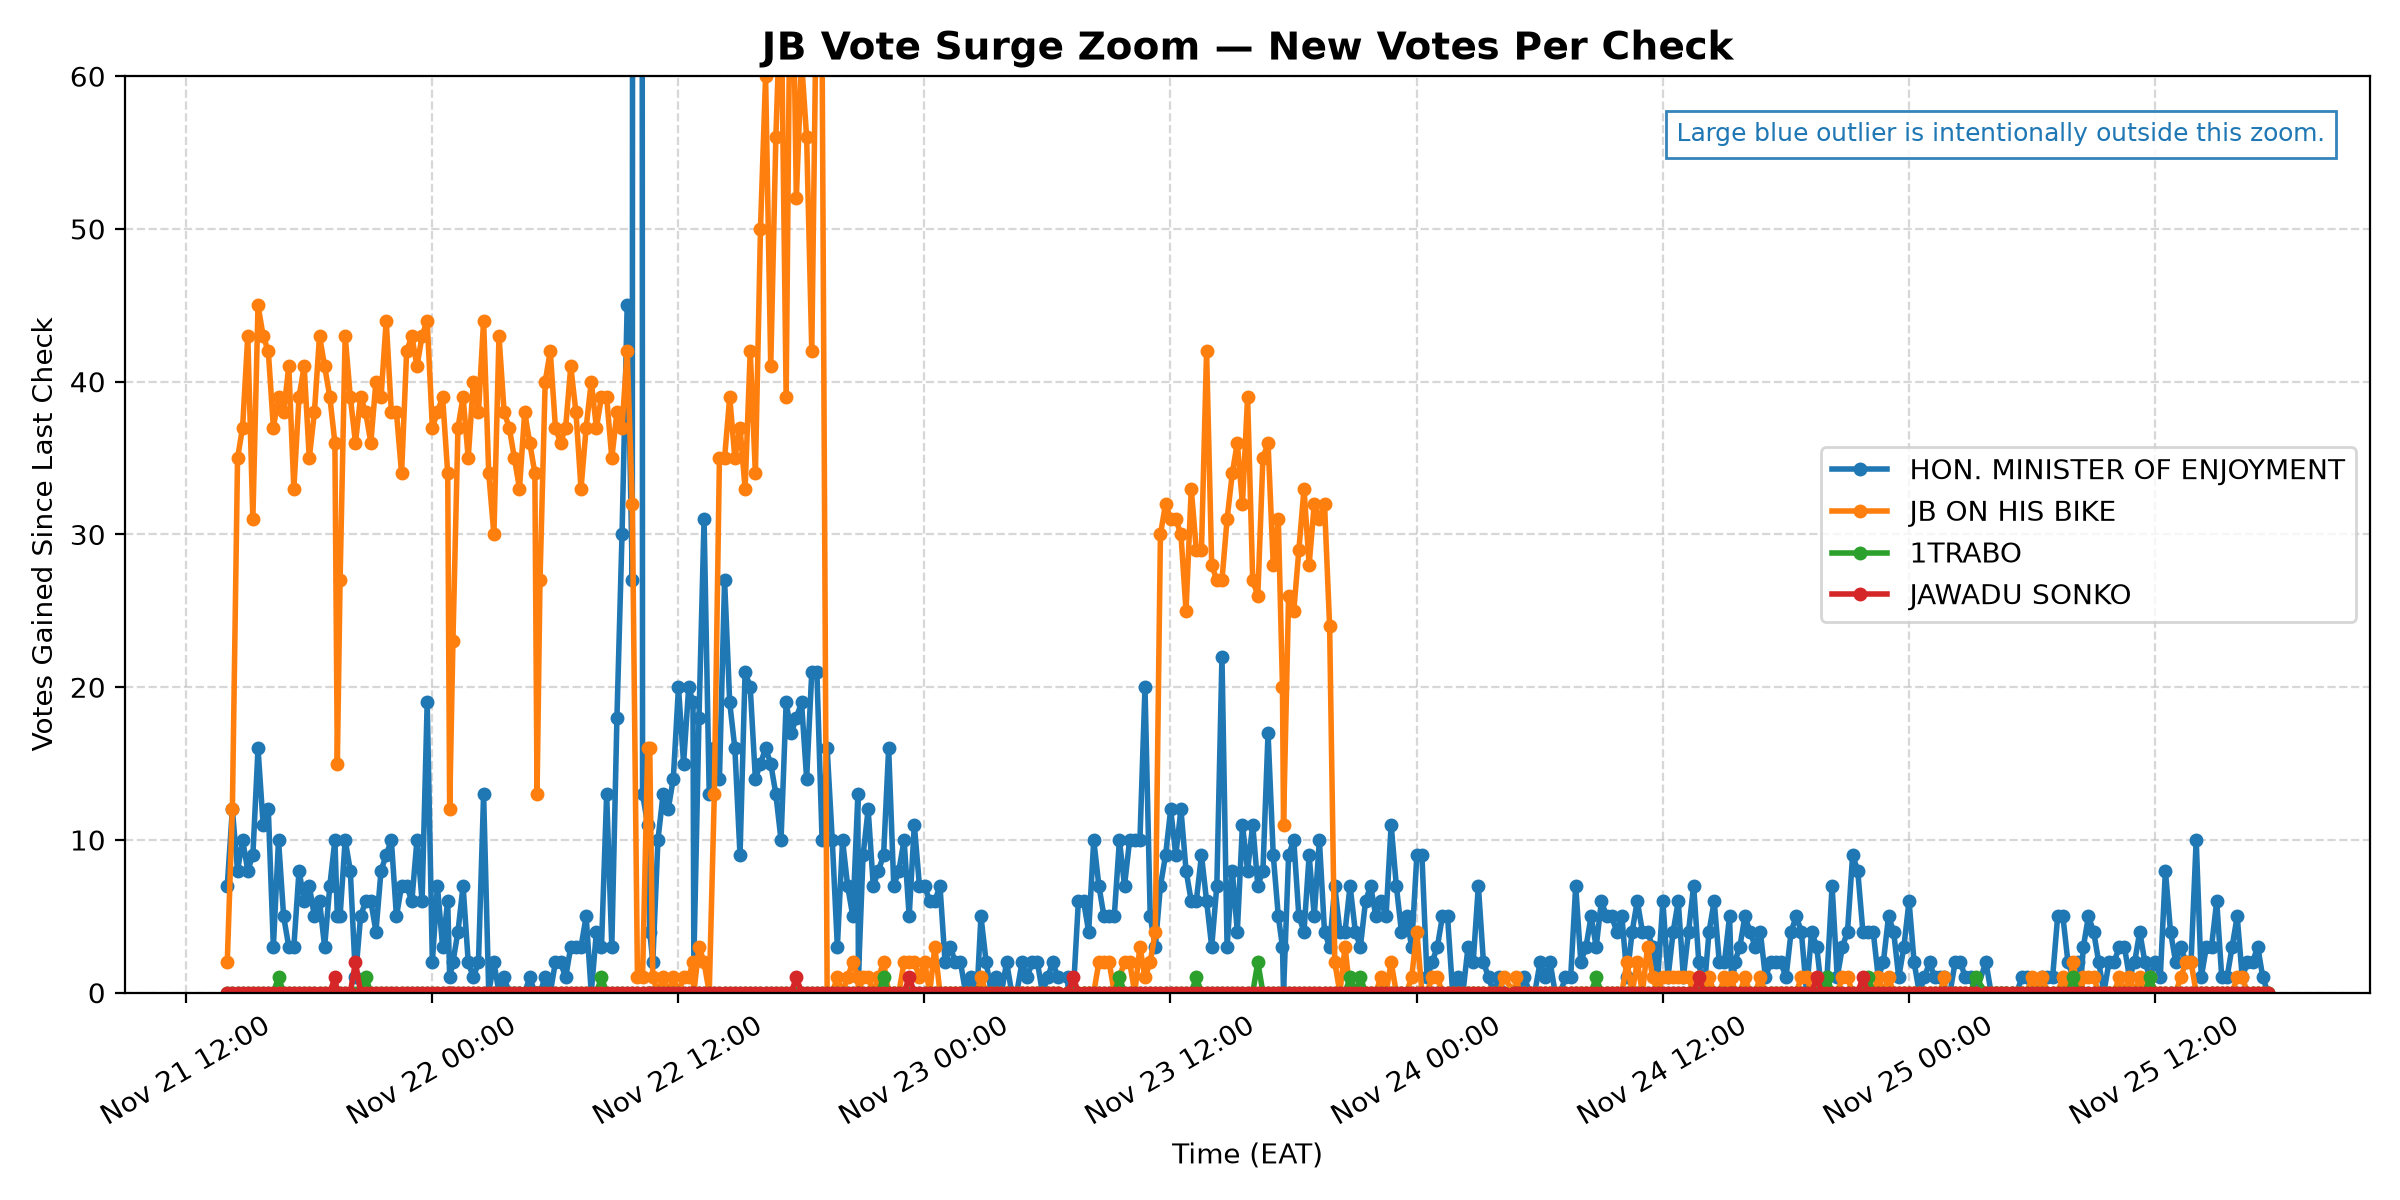 JB Vote Surge Zoom — New Votes Per Check
60
50
40
30
20
10
0
Votes Gained Since Last Check
Large blue outlier is intentionally outside this zoom.
HON. MINISTER OF ENJOYMENT
JB ON HIS BIKE
1TRABO
JAWADU SONKO
Nov 21 12:00
Nov 22 00:00
Nov 22 12:00
Nov 23 00:00
Nov 23 12:00
Nov 24 00:00
Nov 24 12:00
Nov 25 00:00
Nov 25 12:00
Time (EAT)